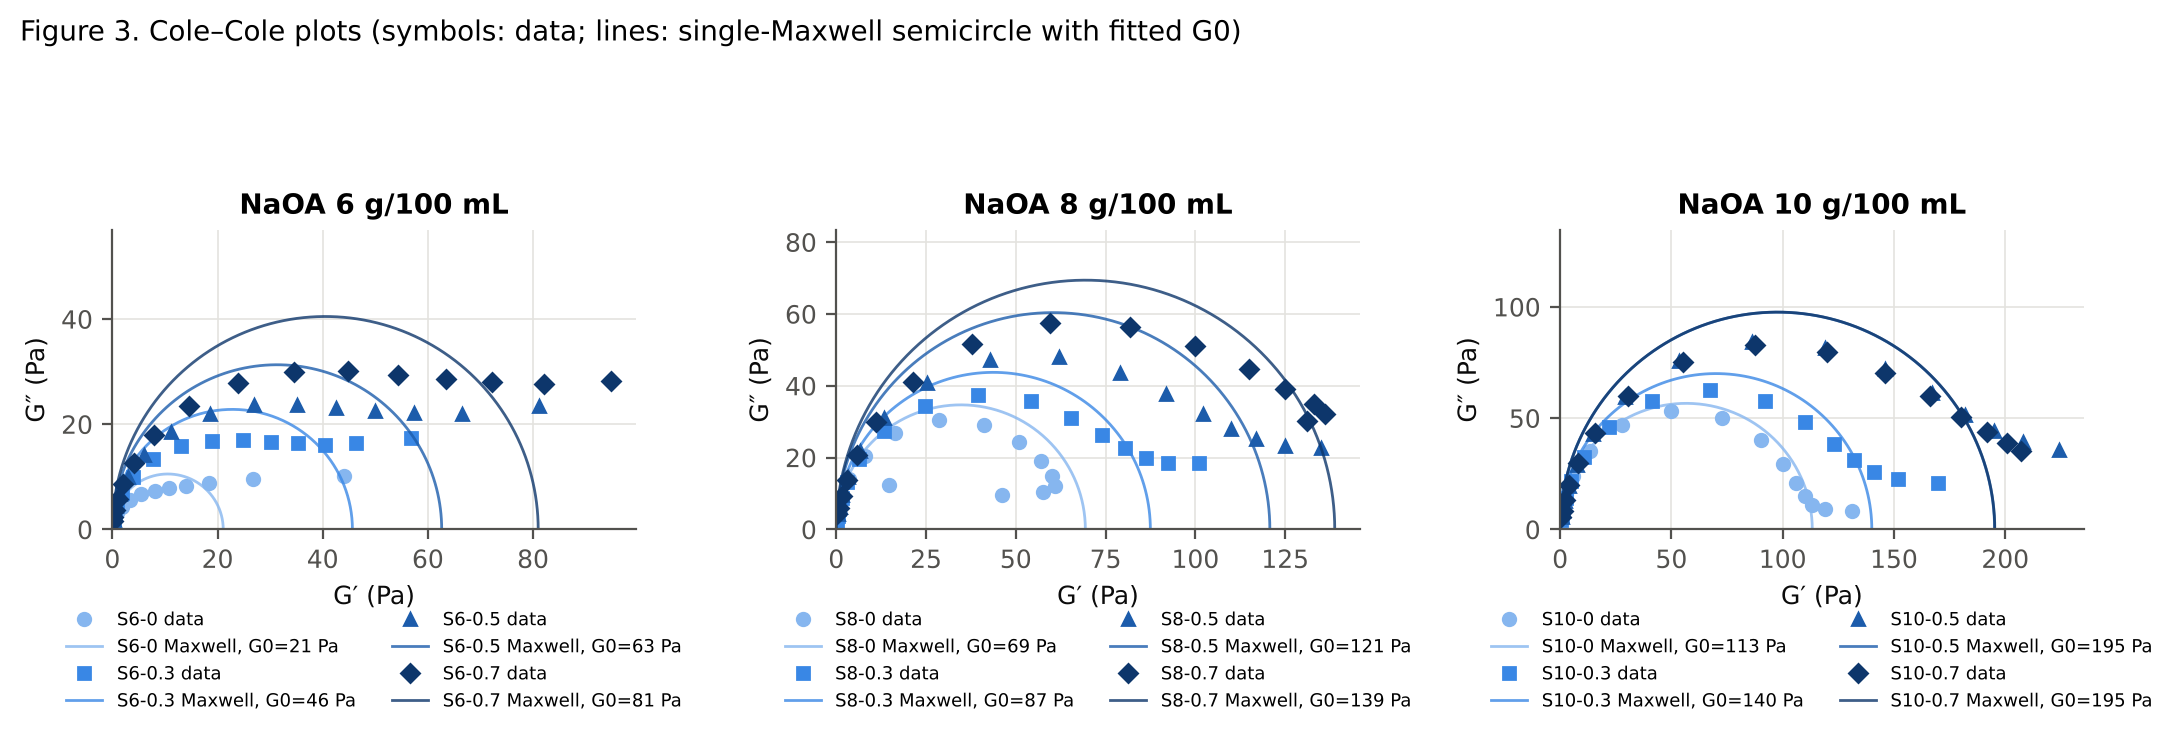 Figure 3. Cole–Cole plots (symbols: data; lines: single-Maxwell semicircle with fitted G0)
NaOA 6 g/100 mL
G″ (Pa)
40
20
0
0 20 40 60 80
G′ (Pa)
S6-0 data
S6-0 Maxwell, G0=21 Pa
S6-0.3 data
S6-0.3 Maxwell, G0=46 Pa
S6-0.5 data
S6-0.5 Maxwell, G0=63 Pa
S6-0.7 data
S6-0.7 Maxwell, G0=81 Pa
NaOA 8 g/100 mL
G″ (Pa)
80
60
40
20
0
0 25 50 75 100 125
G′ (Pa)
S8-0 data
S8-0 Maxwell, G0=69 Pa
S8-0.3 data
S8-0.3 Maxwell, G0=87 Pa
S8-0.5 data
S8-0.5 Maxwell, G0=121 Pa
S8-0.7 data
S8-0.7 Maxwell, G0=139 Pa
NaOA 10 g/100 mL
G″ (Pa)
100
50
0
0 50 100 150 200
G′ (Pa)
S10-0 data
S10-0 Maxwell, G0=113 Pa
S10-0.3 data
S10-0.3 Maxwell, G0=140 Pa
S10-0.5 data
S10-0.5 Maxwell, G0=195 Pa
S10-0.7 data
S10-0.7 Maxwell, G0=195 Pa